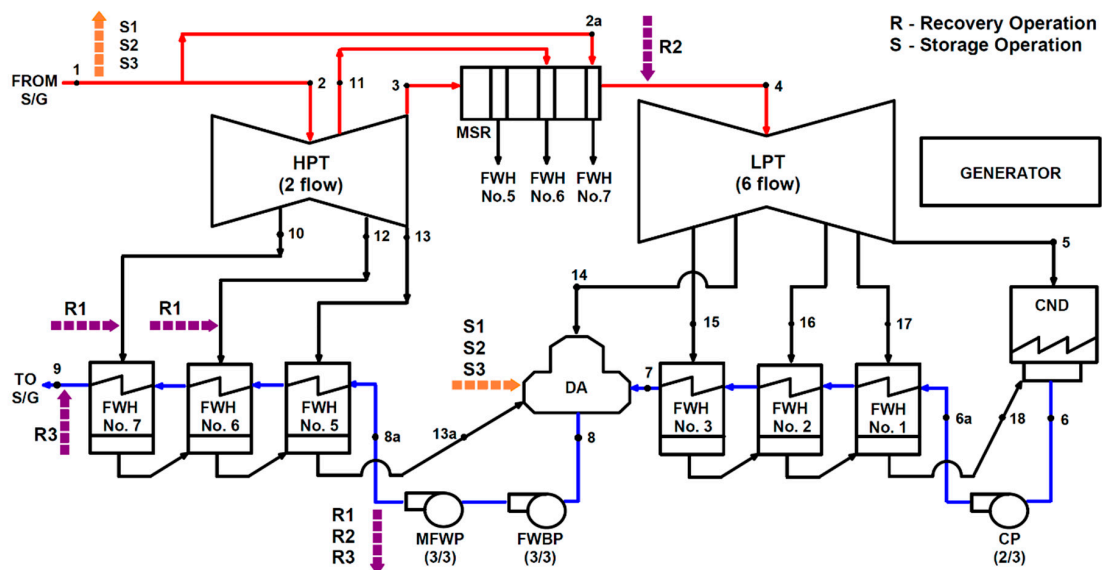 S1
S2
S3
2a
R2
R - Recovery Operation
S - Storage Operation
FROM
S/G
1
2
11
3
4
MSR
HPT
(2 flow)
FWH
No.5
FWH
No.6
FWH
No.7
LPT
(6 flow)
GENERATOR
10
12
13
5
14
CND
R1
R1
S1
S2
S3
15
16
17
TO
S/G
9
FWH
No. 7
FWH
No. 6
FWH
No. 5
DA
7
FWH
No. 3
FWH
No. 2
FWH
No. 1
R3
8a
13a
8
6a
18
6
R1
R2
R3
MFWP
(3/3)
FWBP
(3/3)
CP
(2/3)